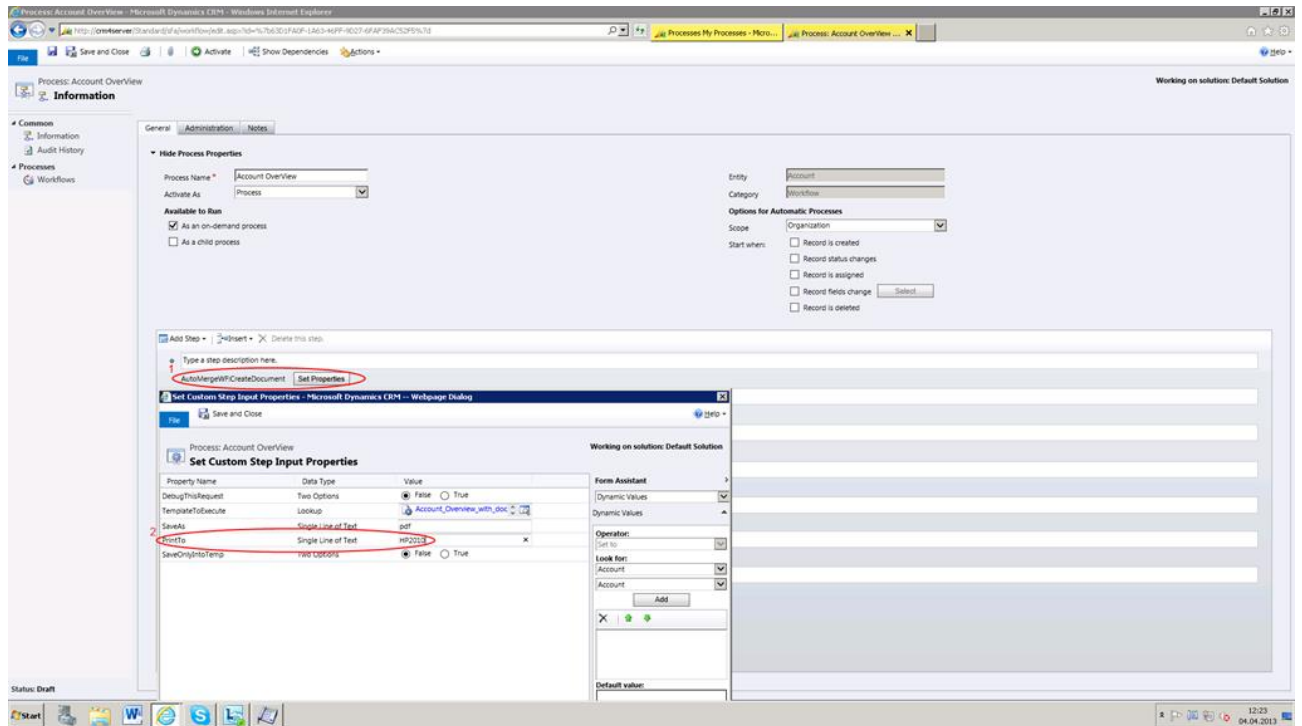 Process: Account OverView - Microsoft Dynamics CRM - Windows Internet Explorer
Processes My Processes - Micro... Process: Account OverView ...
File Save and Close Activate Show Dependencies Actions Help
Process: Account OverView
Information
Working on solution: Default Solution
Common
Information
Audit History
Processes
Workflows
General Administration Notes
Hide Process Properties
Process Name * Account OverView
Entity Account
Activate As Process
Category Workflow
Available to Run
Options for Automatic Processes
As an on-demand process
Scope Organization
As a child process
Start when: Record is created
Record status changes
Record is assigned
Record fields change Select
Record is deleted
Add Step Insert Delete this step.
Type a step description here.
1
AutoMergeWF:CreateDocument Set Properties
Set Custom Step Input Properties - Microsoft Dynamics CRM -- Webpage Dialog
File Save and Close Help
Process: Account OverView
Set Custom Step Input Properties
Working on solution: Default Solution
Property Name Data Type Value
DebugThisRequest Two Options False True
TemplateToExecute Lookup Account_Overview_with_doc
SaveAs Single Line of Text pdf
2 PrintTo Single Line of Text HP2010
SaveOnlyIntoTemp Two Options False True
Form Assistant
Dynamic Values
Dynamic Values
Operator:
Set to
Look for:
Account
Account
Add
Default value:
Status: Draft
Start
12:23
04.04.2013